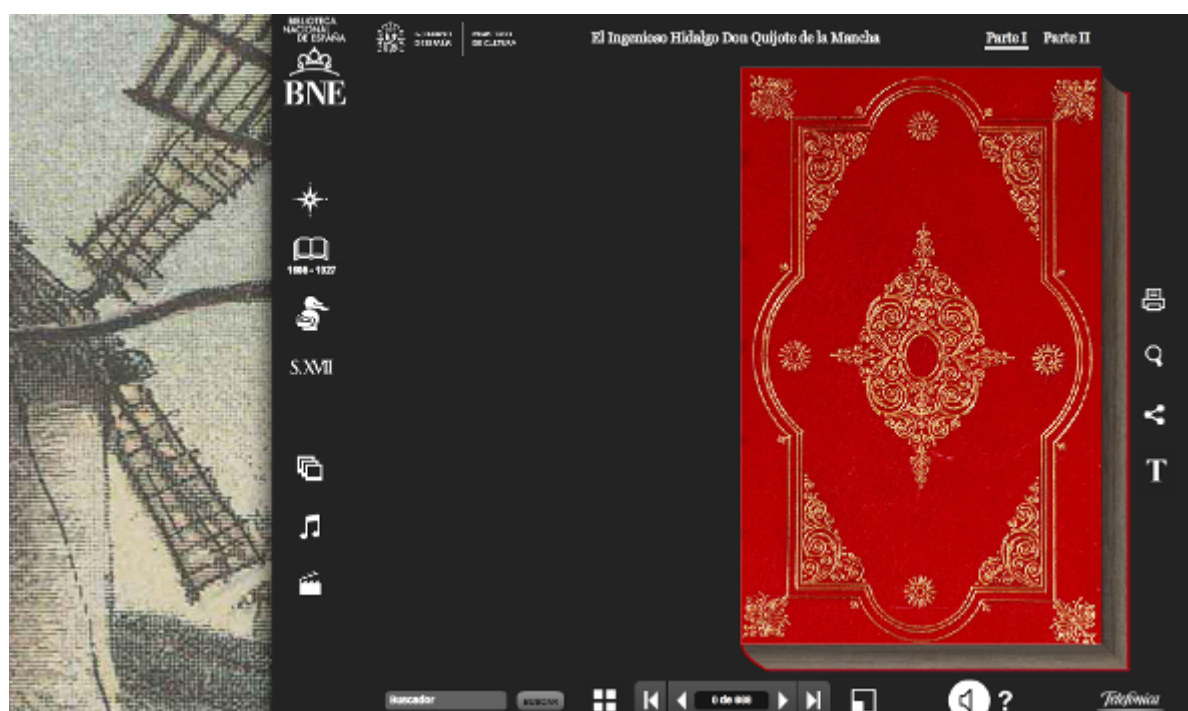 BIBLIOTECA
NACIONAL
DE ESPAÑA
BNE
El Ingenioso Hidalgo Don Quijote de la Mancha
Parte I
Parte II
S.XVII
T
Buscador
BUSCAR
?
Telefónica